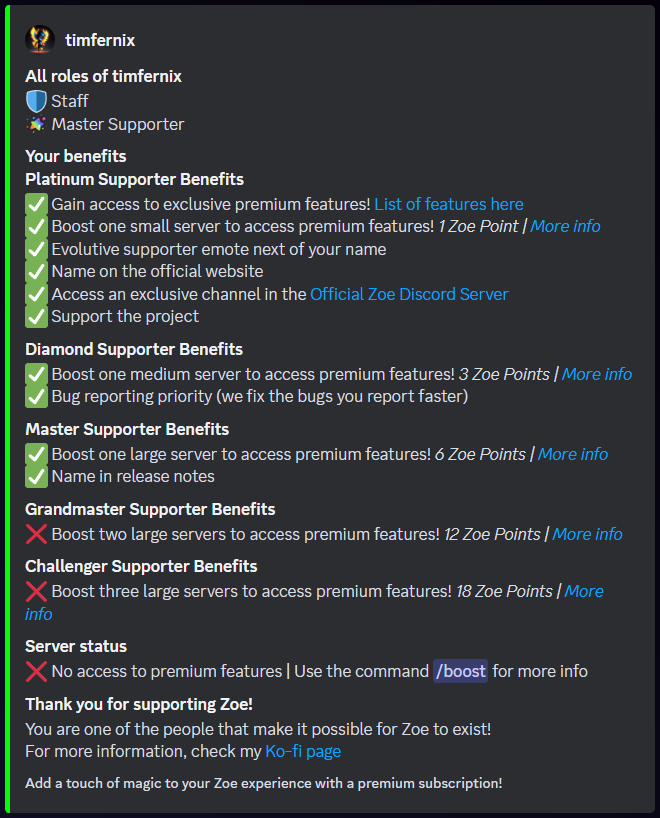 timfernix
All roles of timfernix
Staff
Master Supporter
Your benefits
Platinum Supporter Benefits
Gain access to exclusive premium features! List of features here
Boost one small server to access premium features! 1 Zoe Point | More info
Evolutive supporter emote next of your name
Name on the official website
Access an exclusive channel in the Official Zoe Discord Server
Support the project
Diamond Supporter Benefits
Boost one medium server to access premium features! 3 Zoe Points | More info
Bug reporting priority (we fix the bugs you report faster)
Master Supporter Benefits
Boost one large server to access premium features! 6 Zoe Points | More info
Name in release notes
Grandmaster Supporter Benefits
Boost two large servers to access premium features! 12 Zoe Points | More info
Challenger Supporter Benefits
Boost three large servers to access premium features! 18 Zoe Points | More
info
Server status
No access to premium features | Use the command /boost for more info
Thank you for supporting Zoe!
You are one of the people that make it possible for Zoe to exist!
For more information, check my Ko-fi page
Add a touch of magic to your Zoe experience with a premium subscription!